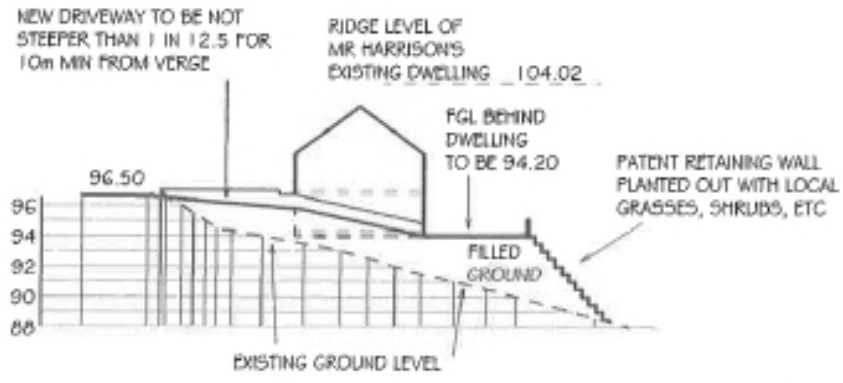 NEW DRIVEWAY TO BE NOT
STEEPER THAN 1 IN 12.5 FOR
10m MIN FROM VERGE
RIDGE LEVEL OF
MR HARRISON'S
EXISTING DWELLING 104.02
FGL BEHIND
DWELLING
TO BE 94.20
PATENT RETAINING WALL
PLANTED OUT WITH LOCAL
GRASSES, SHRUBS, ETC
96.50
96
94
92
90
88
FILLED
GROUND
EXISTING GROUND LEVEL